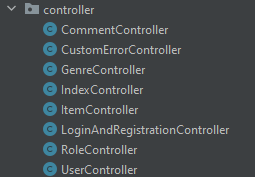 controller
CommentController
CustomErrorController
GenreController
IndexController
ItemController
LoginAndRegistrationController
RoleController
UserController